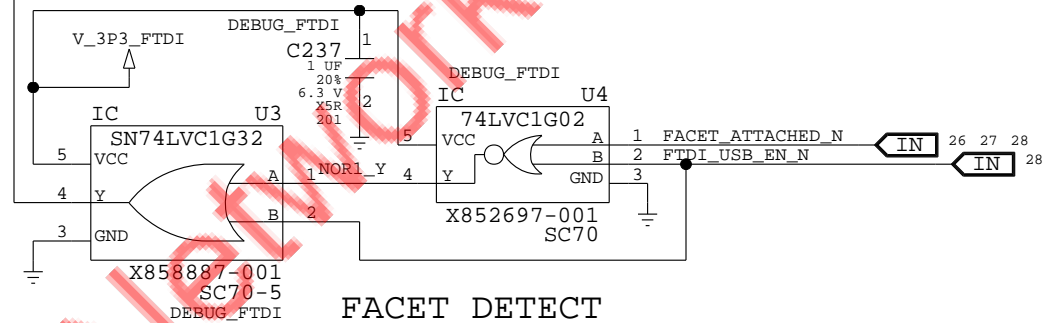 DEBUG_FTDI
V_3P3_FTDI
C237
1 UF
20%
6.3 V
X5R
201
1
2
DEBUG_FTDI
IC U4
74LVC1G02
5 VCC
A 1 FACET_ATTACHED_N IN 26 27 28
B 2 FTDI_USB_EN_N IN 28
4 Y
GND 3
X852697-001
SC70
IC U3
SN74LVC1G32
5 VCC
A 1 NOR1_Y
4 Y
B 2
3 GND
X858887-001
SC70-5
DEBUG_FTDI
FACET DETECT